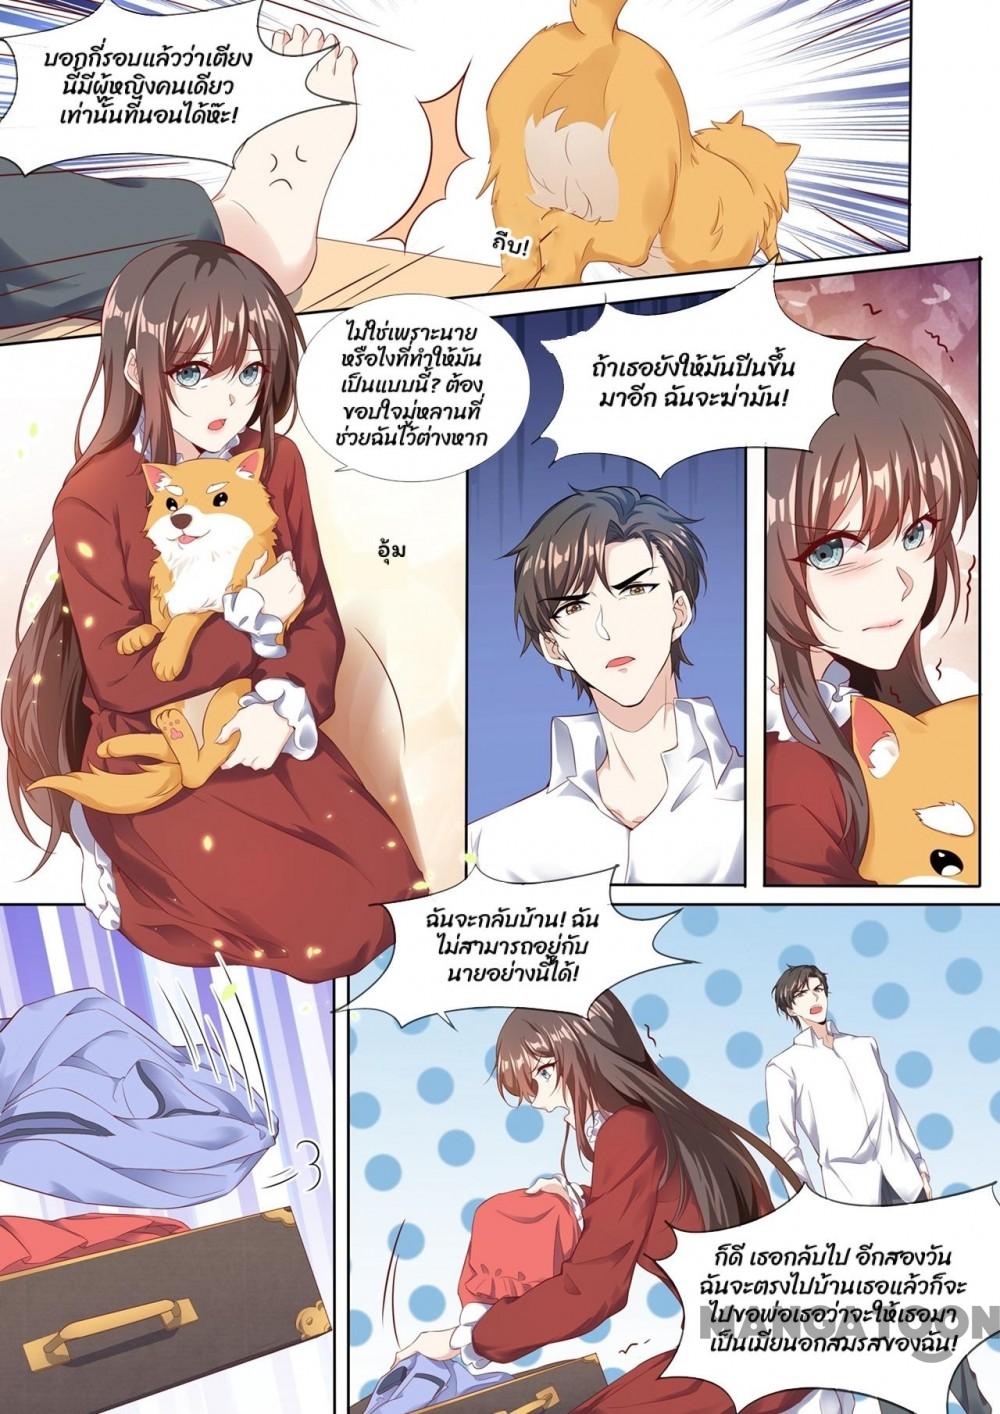 บอกกี่รอบแล้วว่าเตียง
นี้มีผู้หญิงคนเดียว
เท่านั้นที่นอนได้ห๊ะ!
ถีบ!
ไม่ใช่เพราะนาย
หรือไงที่ทำให้มัน
เป็นแบบนี้? ต้อง
ขอบใจมู่หลานที่
ช่วยฉันไว้ต่างหาก
ถ้าเธอยังให้มันปีนขึ้น
มาอีก ฉันจะฆ่ามัน!
อุ้ม
ฉันจะกลับบ้าน! ฉัน
ไม่สามารถอยู่กับ
นายอย่างนี้ได้!
ก็ดี เธอกลับไป อีกสองวัน
ฉันจะตรงไปบ้านเธอแล้วก็จะ
ไปขอพ่อเธอว่าจะให้เธอมา
เป็นเมียนอกสมรสของฉัน!
MANGATOON